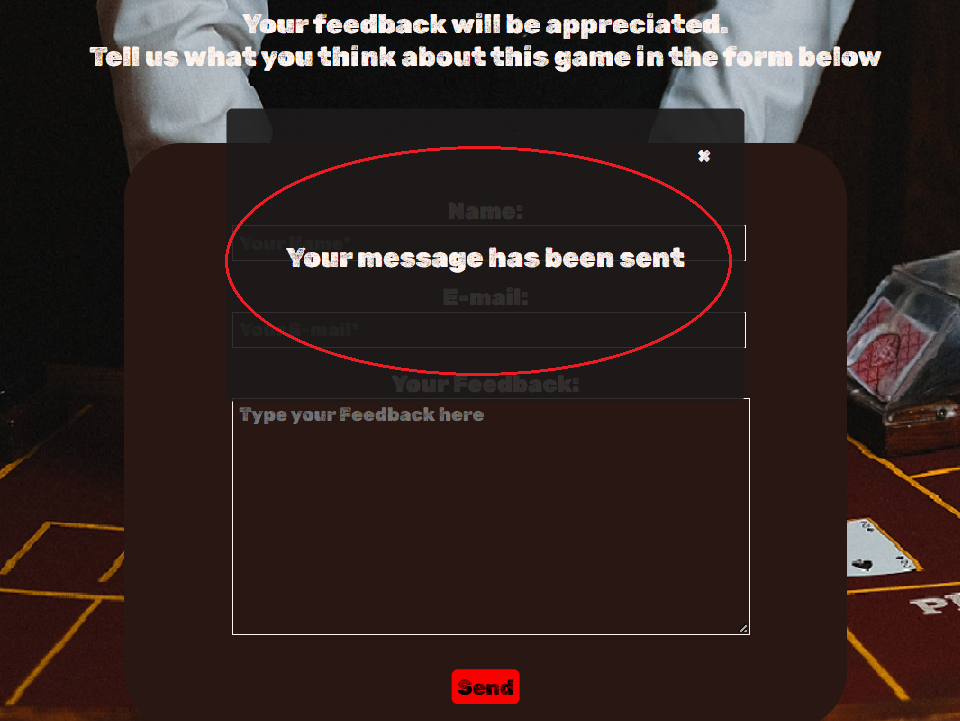 Your feedback will be appreciated.
Tell us what you think about this game in the form below
✖
Name:
Your Name*
Your message has been sent
E-mail:
Your E-mail*
Your Feedback:
Type your Feedback here
Send